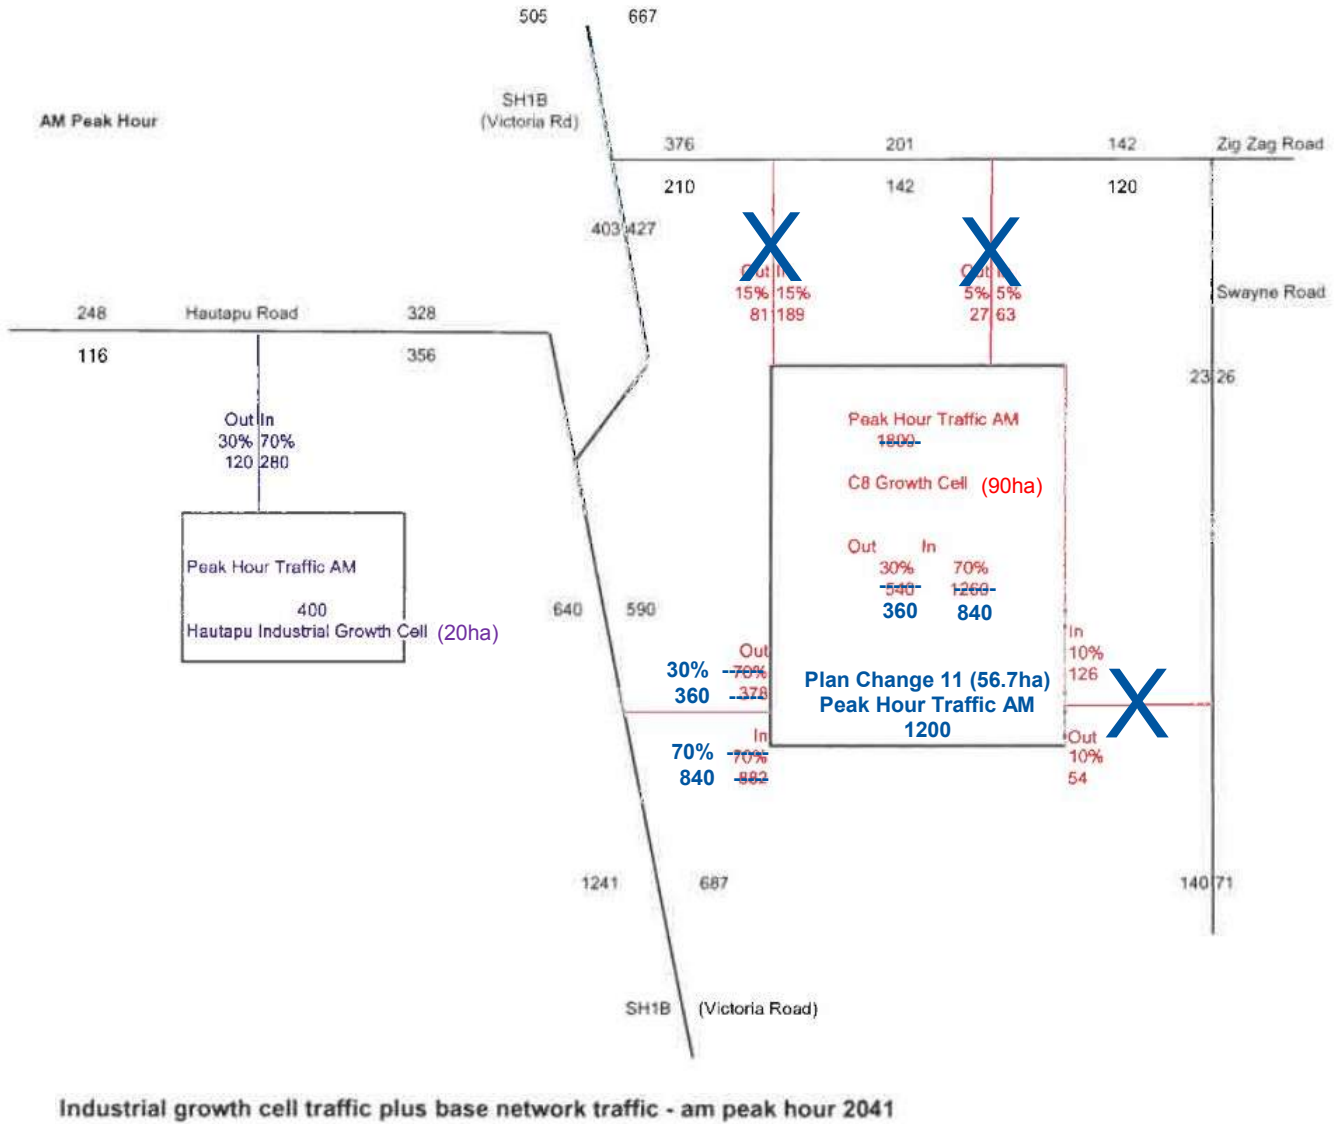 505 667
SH1B
(Victoria Rd)
AM Peak Hour
376 201 142 Zig Zag Road
210 142 120
403 427
X X
Out In Out In
15% 15% 5% 5%
81 189 27 63
Swayne Road
248 Hautapu Road 328
116 356
23 26
Out In
30% 70%
120 280
Peak Hour Traffic AM
1800
C8 Growth Cell (90ha)
Out In
30% 70%
540 1260
360 840
Peak Hour Traffic AM
400
Hautapu Industrial Growth Cell (20ha)
640 590
Out
30% 70%
360 378
In
70% 70%
840 882
Plan Change 11 (56.7ha)
Peak Hour Traffic AM
1200
In
10%
126
X
Out
10%
54
1241 687
140 71
SH1B (Victoria Road)
Industrial growth cell traffic plus base network traffic - am peak hour 2041